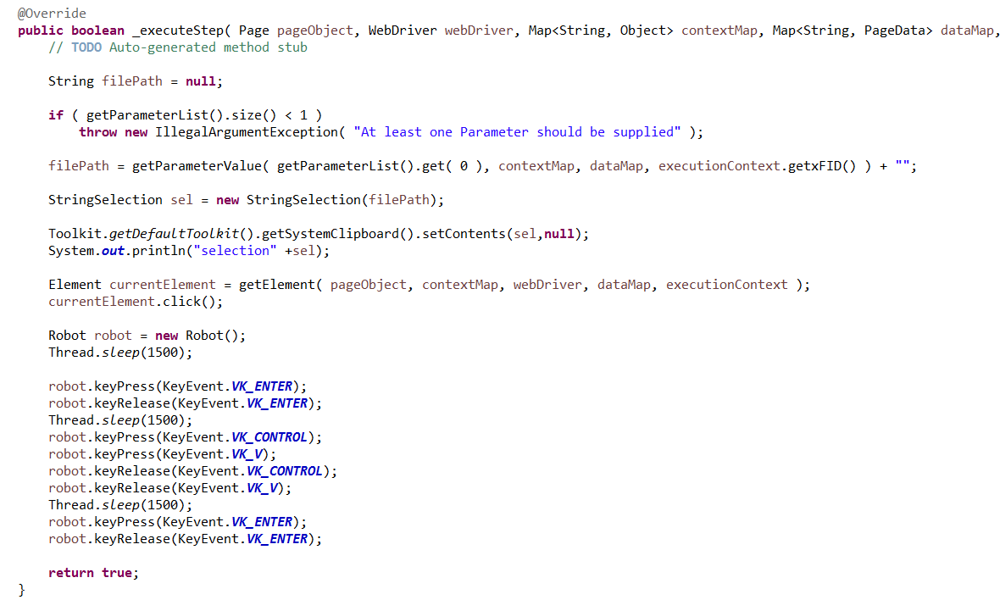 @Override
public boolean _executeStep( Page pageObject, WebDriver webDriver, Map<String, Object> contextMap, Map<String, PageData> dataMap,
// TODO Auto-generated method stub
String filePath = null;
if ( getParameterList().size() < 1 )
throw new IllegalArgumentException( "At least one Parameter should be supplied" );
filePath = getParameterValue( getParameterList().get( 0 ), contextMap, dataMap, executionContext.getxFID() ) + "";
StringSelection sel = new StringSelection(filePath);
Toolkit.getDefaultToolkit().getSystemClipboard().setContents(sel,null);
System.out.println("selection" +sel);
Element currentElement = getElement( pageObject, contextMap, webDriver, dataMap, executionContext );
currentElement.click();
Robot robot = new Robot();
Thread.sleep(1500);
robot.keyPress(KeyEvent.VK_ENTER);
robot.keyRelease(KeyEvent.VK_ENTER);
Thread.sleep(1500);
robot.keyPress(KeyEvent.VK_CONTROL);
robot.keyPress(KeyEvent.VK_V);
robot.keyRelease(KeyEvent.VK_CONTROL);
robot.keyRelease(KeyEvent.VK_V);
Thread.sleep(1500);
robot.keyPress(KeyEvent.VK_ENTER);
robot.keyRelease(KeyEvent.VK_ENTER);
return true;
}